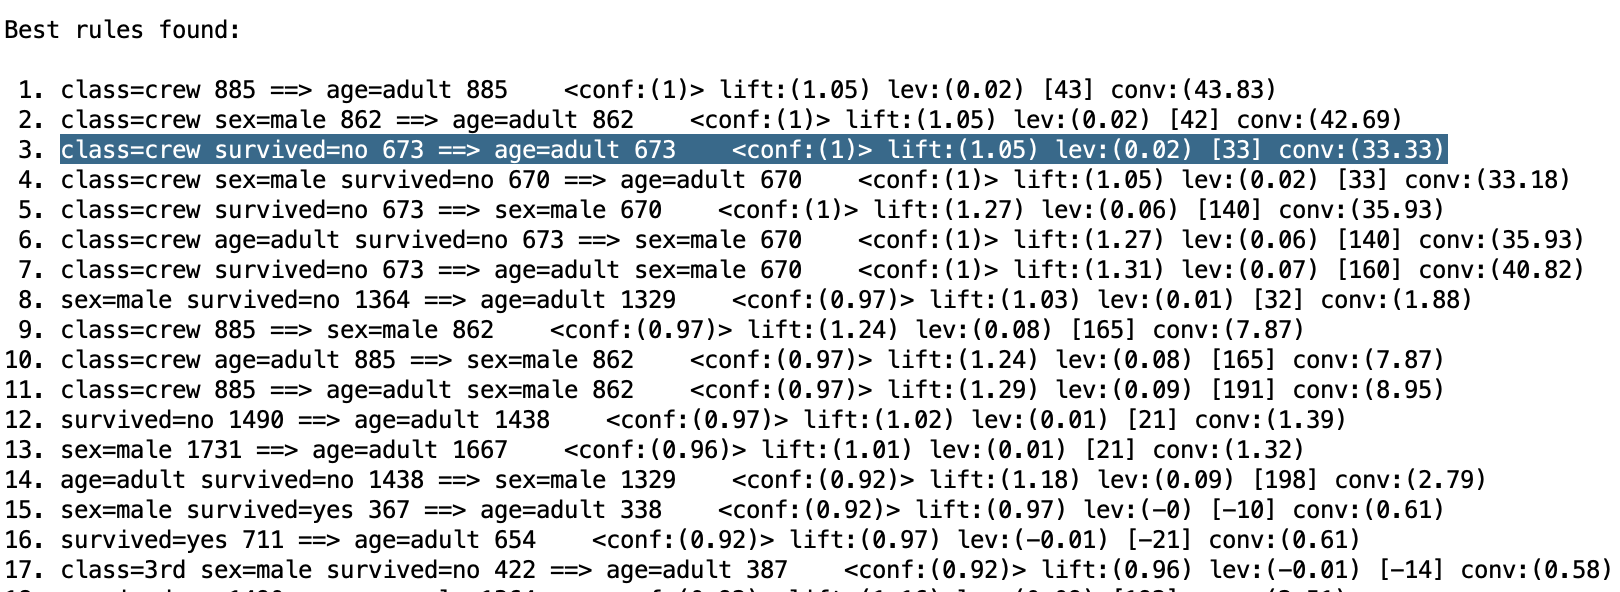 Best rules found:
1. class=crew 885 ==> age=adult 885    <conf:(1)> lift:(1.05) lev:(0.02) [43] conv:(43.83)
2. class=crew sex=male 862 ==> age=adult 862    <conf:(1)> lift:(1.05) lev:(0.02) [42] conv:(42.69)
3. class=crew survived=no 673 ==> age=adult 673    <conf:(1)> lift:(1.05) lev:(0.02) [33] conv:(33.33)
4. class=crew sex=male survived=no 670 ==> age=adult 670    <conf:(1)> lift:(1.05) lev:(0.02) [33] conv:(33.18)
5. class=crew survived=no 673 ==> sex=male 670    <conf:(1)> lift:(1.27) lev:(0.06) [140] conv:(35.93)
6. class=crew age=adult survived=no 673 ==> sex=male 670    <conf:(1)> lift:(1.27) lev:(0.06) [140] conv:(35.93)
7. class=crew survived=no 673 ==> age=adult sex=male 670    <conf:(1)> lift:(1.31) lev:(0.07) [160] conv:(40.82)
8. sex=male survived=no 1364 ==> age=adult 1329    <conf:(0.97)> lift:(1.03) lev:(0.01) [32] conv:(1.88)
9. class=crew 885 ==> sex=male 862    <conf:(0.97)> lift:(1.24) lev:(0.08) [165] conv:(7.87)
10. class=crew age=adult 885 ==> sex=male 862    <conf:(0.97)> lift:(1.24) lev:(0.08) [165] conv:(7.87)
11. class=crew 885 ==> age=adult sex=male 862    <conf:(0.97)> lift:(1.29) lev:(0.09) [191] conv:(8.95)
12. survived=no 1490 ==> age=adult 1438    <conf:(0.97)> lift:(1.02) lev:(0.01) [21] conv:(1.39)
13. sex=male 1731 ==> age=adult 1667    <conf:(0.96)> lift:(1.01) lev:(0.01) [21] conv:(1.32)
14. age=adult survived=no 1438 ==> sex=male 1329    <conf:(0.92)> lift:(1.18) lev:(0.09) [198] conv:(2.79)
15. sex=male survived=yes 367 ==> age=adult 338    <conf:(0.92)> lift:(0.97) lev:(-0) [-10] conv:(0.61)
16. survived=yes 711 ==> age=adult 654    <conf:(0.92)> lift:(0.97) lev:(-0.01) [-21] conv:(0.61)
17. class=3rd sex=male survived=no 422 ==> age=adult 387    <conf:(0.92)> lift:(0.96) lev:(-0.01) [-14] conv:(0.58)